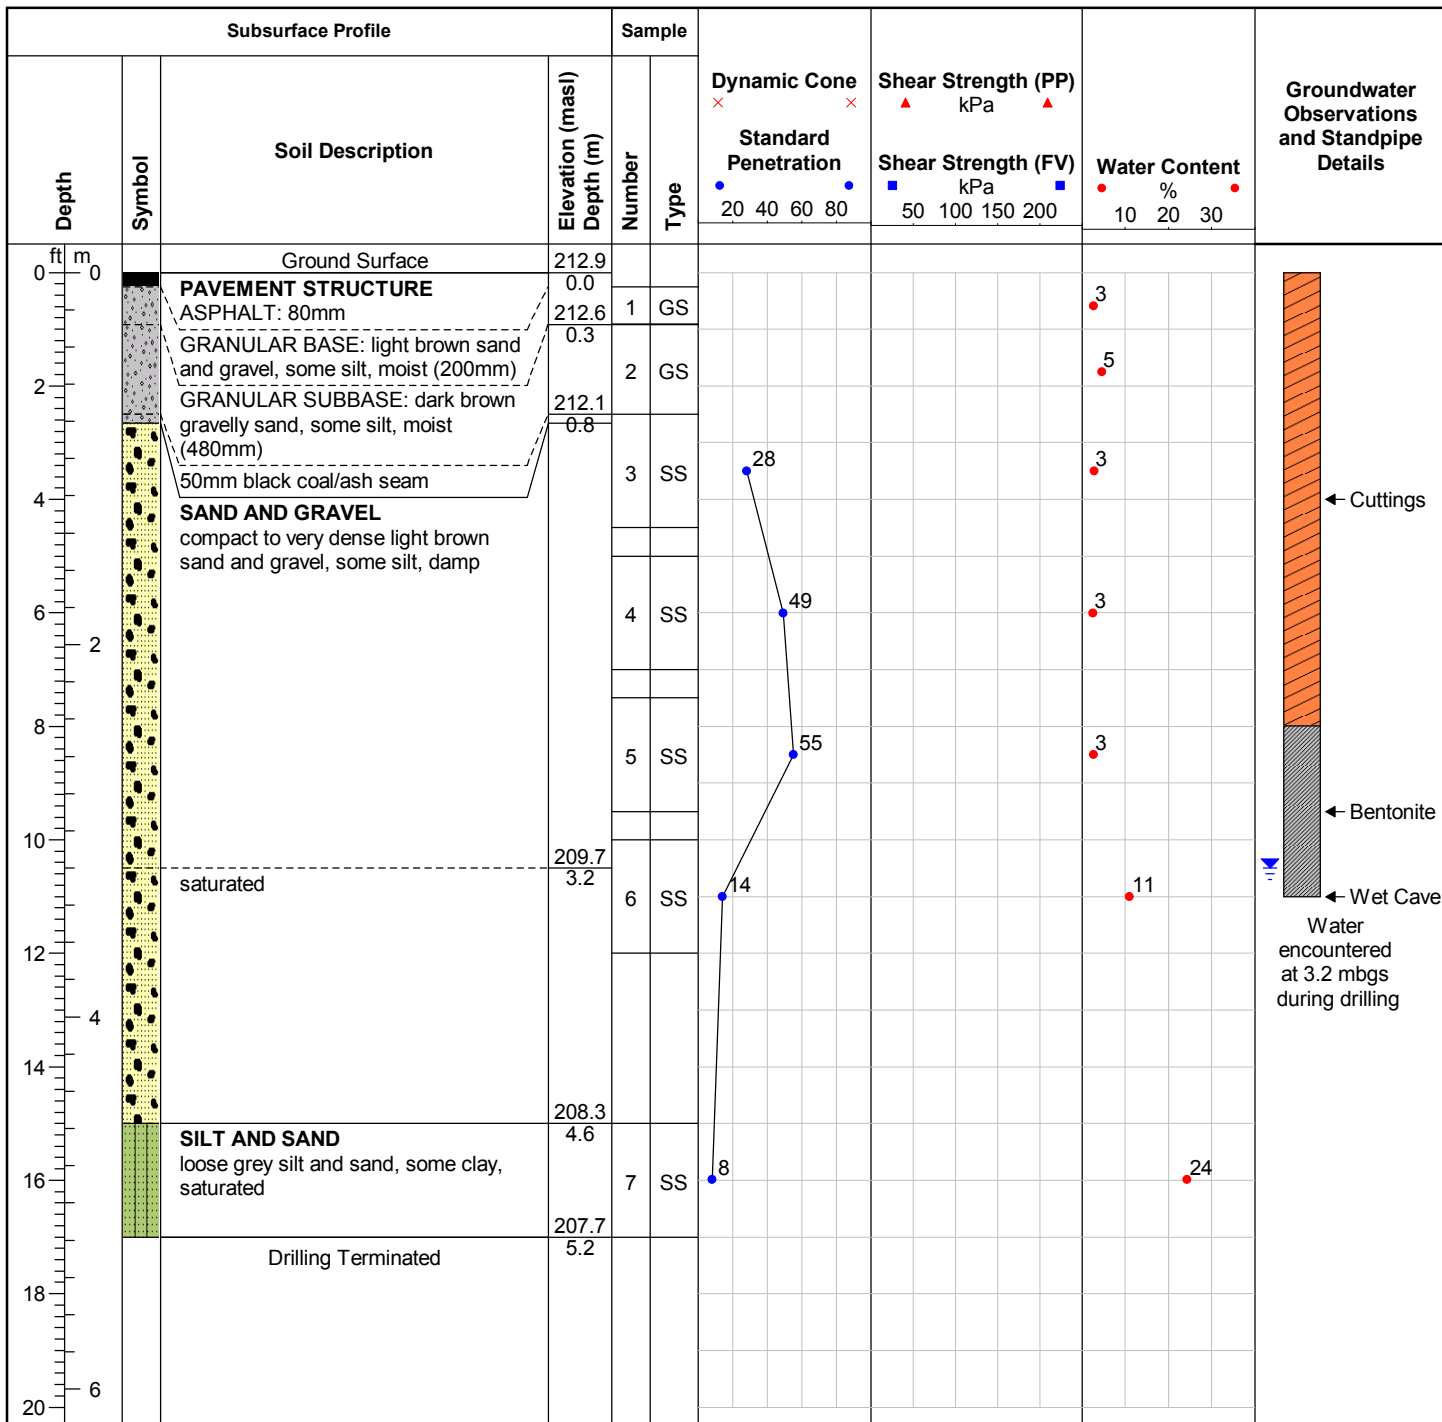 Subsurface Profile
Sample
Depth
Symbol
Soil Description
Elevation (masl)
Depth (m)
Number
Type
Dynamic Cone
Standard
Penetration
20 40 60 80
Shear Strength (PP)
kPa
Shear Strength (FV)
kPa
50 100 150 200
Water Content
%
10 20 30
Groundwater
Observations
and Standpipe
Details
ft m
0 0
2
4
6
2
8
10
12
4
14
16
18
6
20
Ground Surface
212.9
0.0
PAVEMENT STRUCTURE
ASPHALT: 80mm
212.6
0.3
GRANULAR BASE: light brown sand
and gravel, some silt, moist (200mm)
GRANULAR SUBBASE: dark brown
gravelly sand, some silt, moist
(480mm)
212.1
0.8
50mm black coal/ash seam
SAND AND GRAVEL
compact to very dense light brown
sand and gravel, some silt, damp
209.7
3.2
saturated
208.3
4.6
SILT AND SAND
loose grey silt and sand, some clay,
saturated
207.7
5.2
Drilling Terminated
1 GS
2 GS
3 SS
4 SS
5 SS
6 SS
7 SS
28
49
55
14
8
3
5
3
3
3
11
24
Cuttings
Bentonite
Wet Cave
Water
encountered
at 3.2 mbgs
during drilling